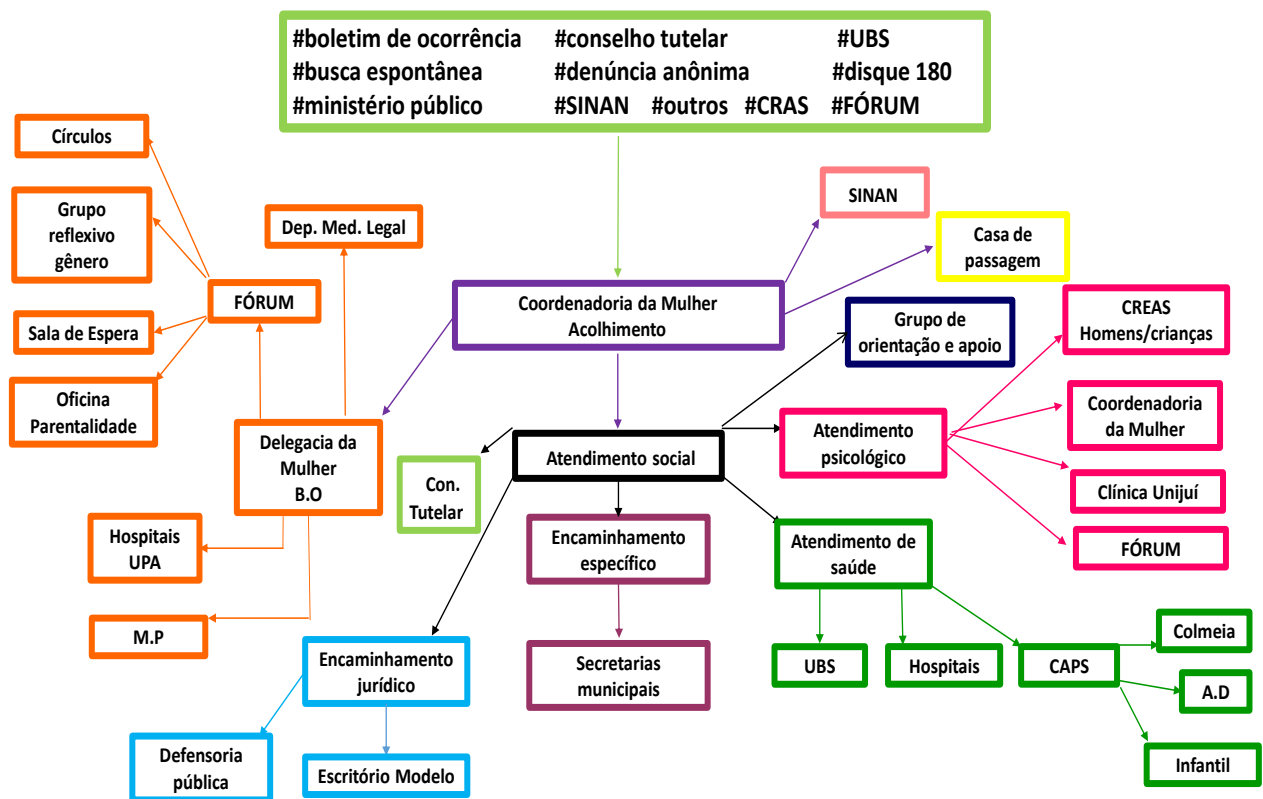 #boletim de ocorrência #conselho tutelar #UBS
#busca espontânea #denúncia anônima #disque 180
#ministério público #SINAN #outros #CRAS #FÓRUM
Círculos
Grupo
reflexivo
gênero
Sala de Espera
Oficina
Parentalidade
FÓRUM
Dep. Med. Legal
Delegacia da
Mulher
B.O
Hospitais
UPA
M.P
Coordenadoria da Mulher
Acolhimento
SINAN
Casa de
passagem
Grupo de
orientação e apoio
Atendimento social
Con.
Tutelar
Atendimento
psicológico
CREAS
Homens/crianças
Coordenadoria
da Mulher
Clínica Unijuí
FÓRUM
Encaminhamento
específico
Secretarias
municipais
Encaminhamento
jurídico
Defensoria
pública
Escritório Modelo
Atendimento de
saúde
UBS
Hospitais
CAPS
Colmeia
A.D
Infantil